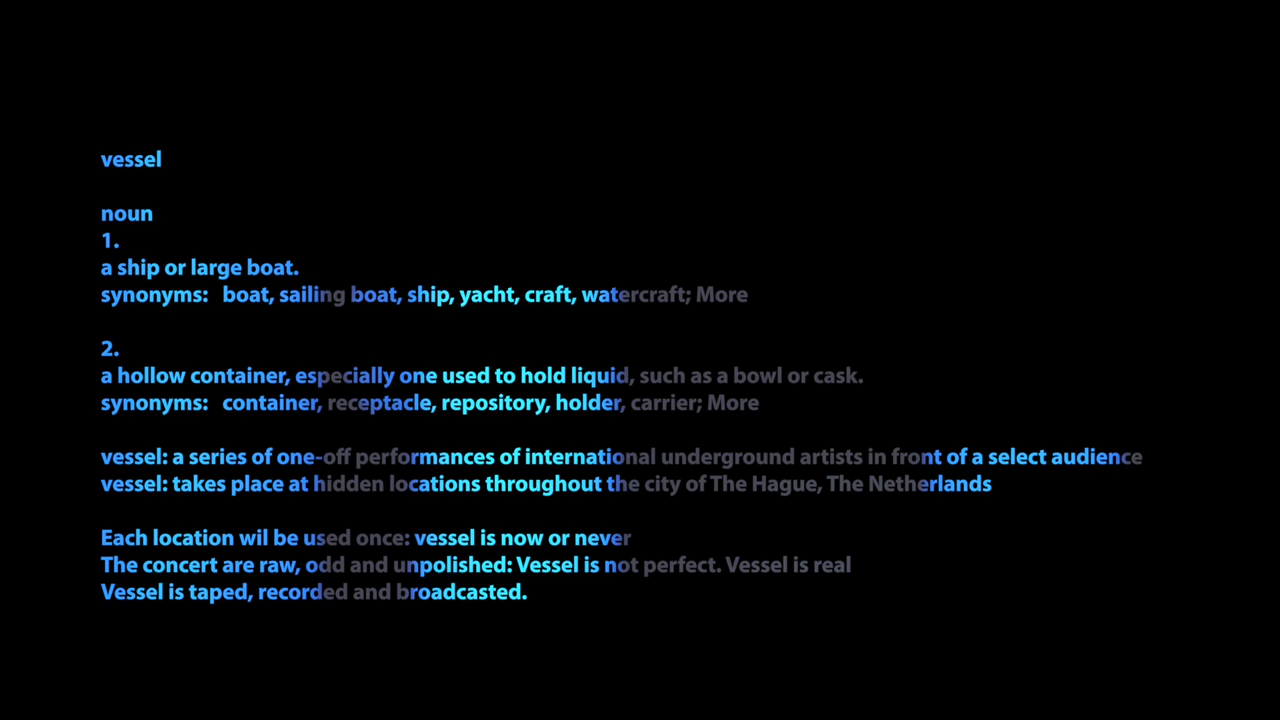 vessel
noun
1.
a ship or large boat.
synonyms: boat, sailing boat, ship, yacht, craft, watercraft; More
2.
a hollow container, especially one used to hold liquid, such as a bowl or cask.
synonyms: container, receptacle, repository, holder, carrier; More
vessel: a series of one-off performances of international underground artists in front of a select audience
vessel: takes place at hidden locations throughout the city of The Hague, The Netherlands
Each location wil be used once: vessel is now or never
The concert are raw, odd and unpolished: Vessel is not perfect. Vessel is real
Vessel is taped, recorded and broadcasted.